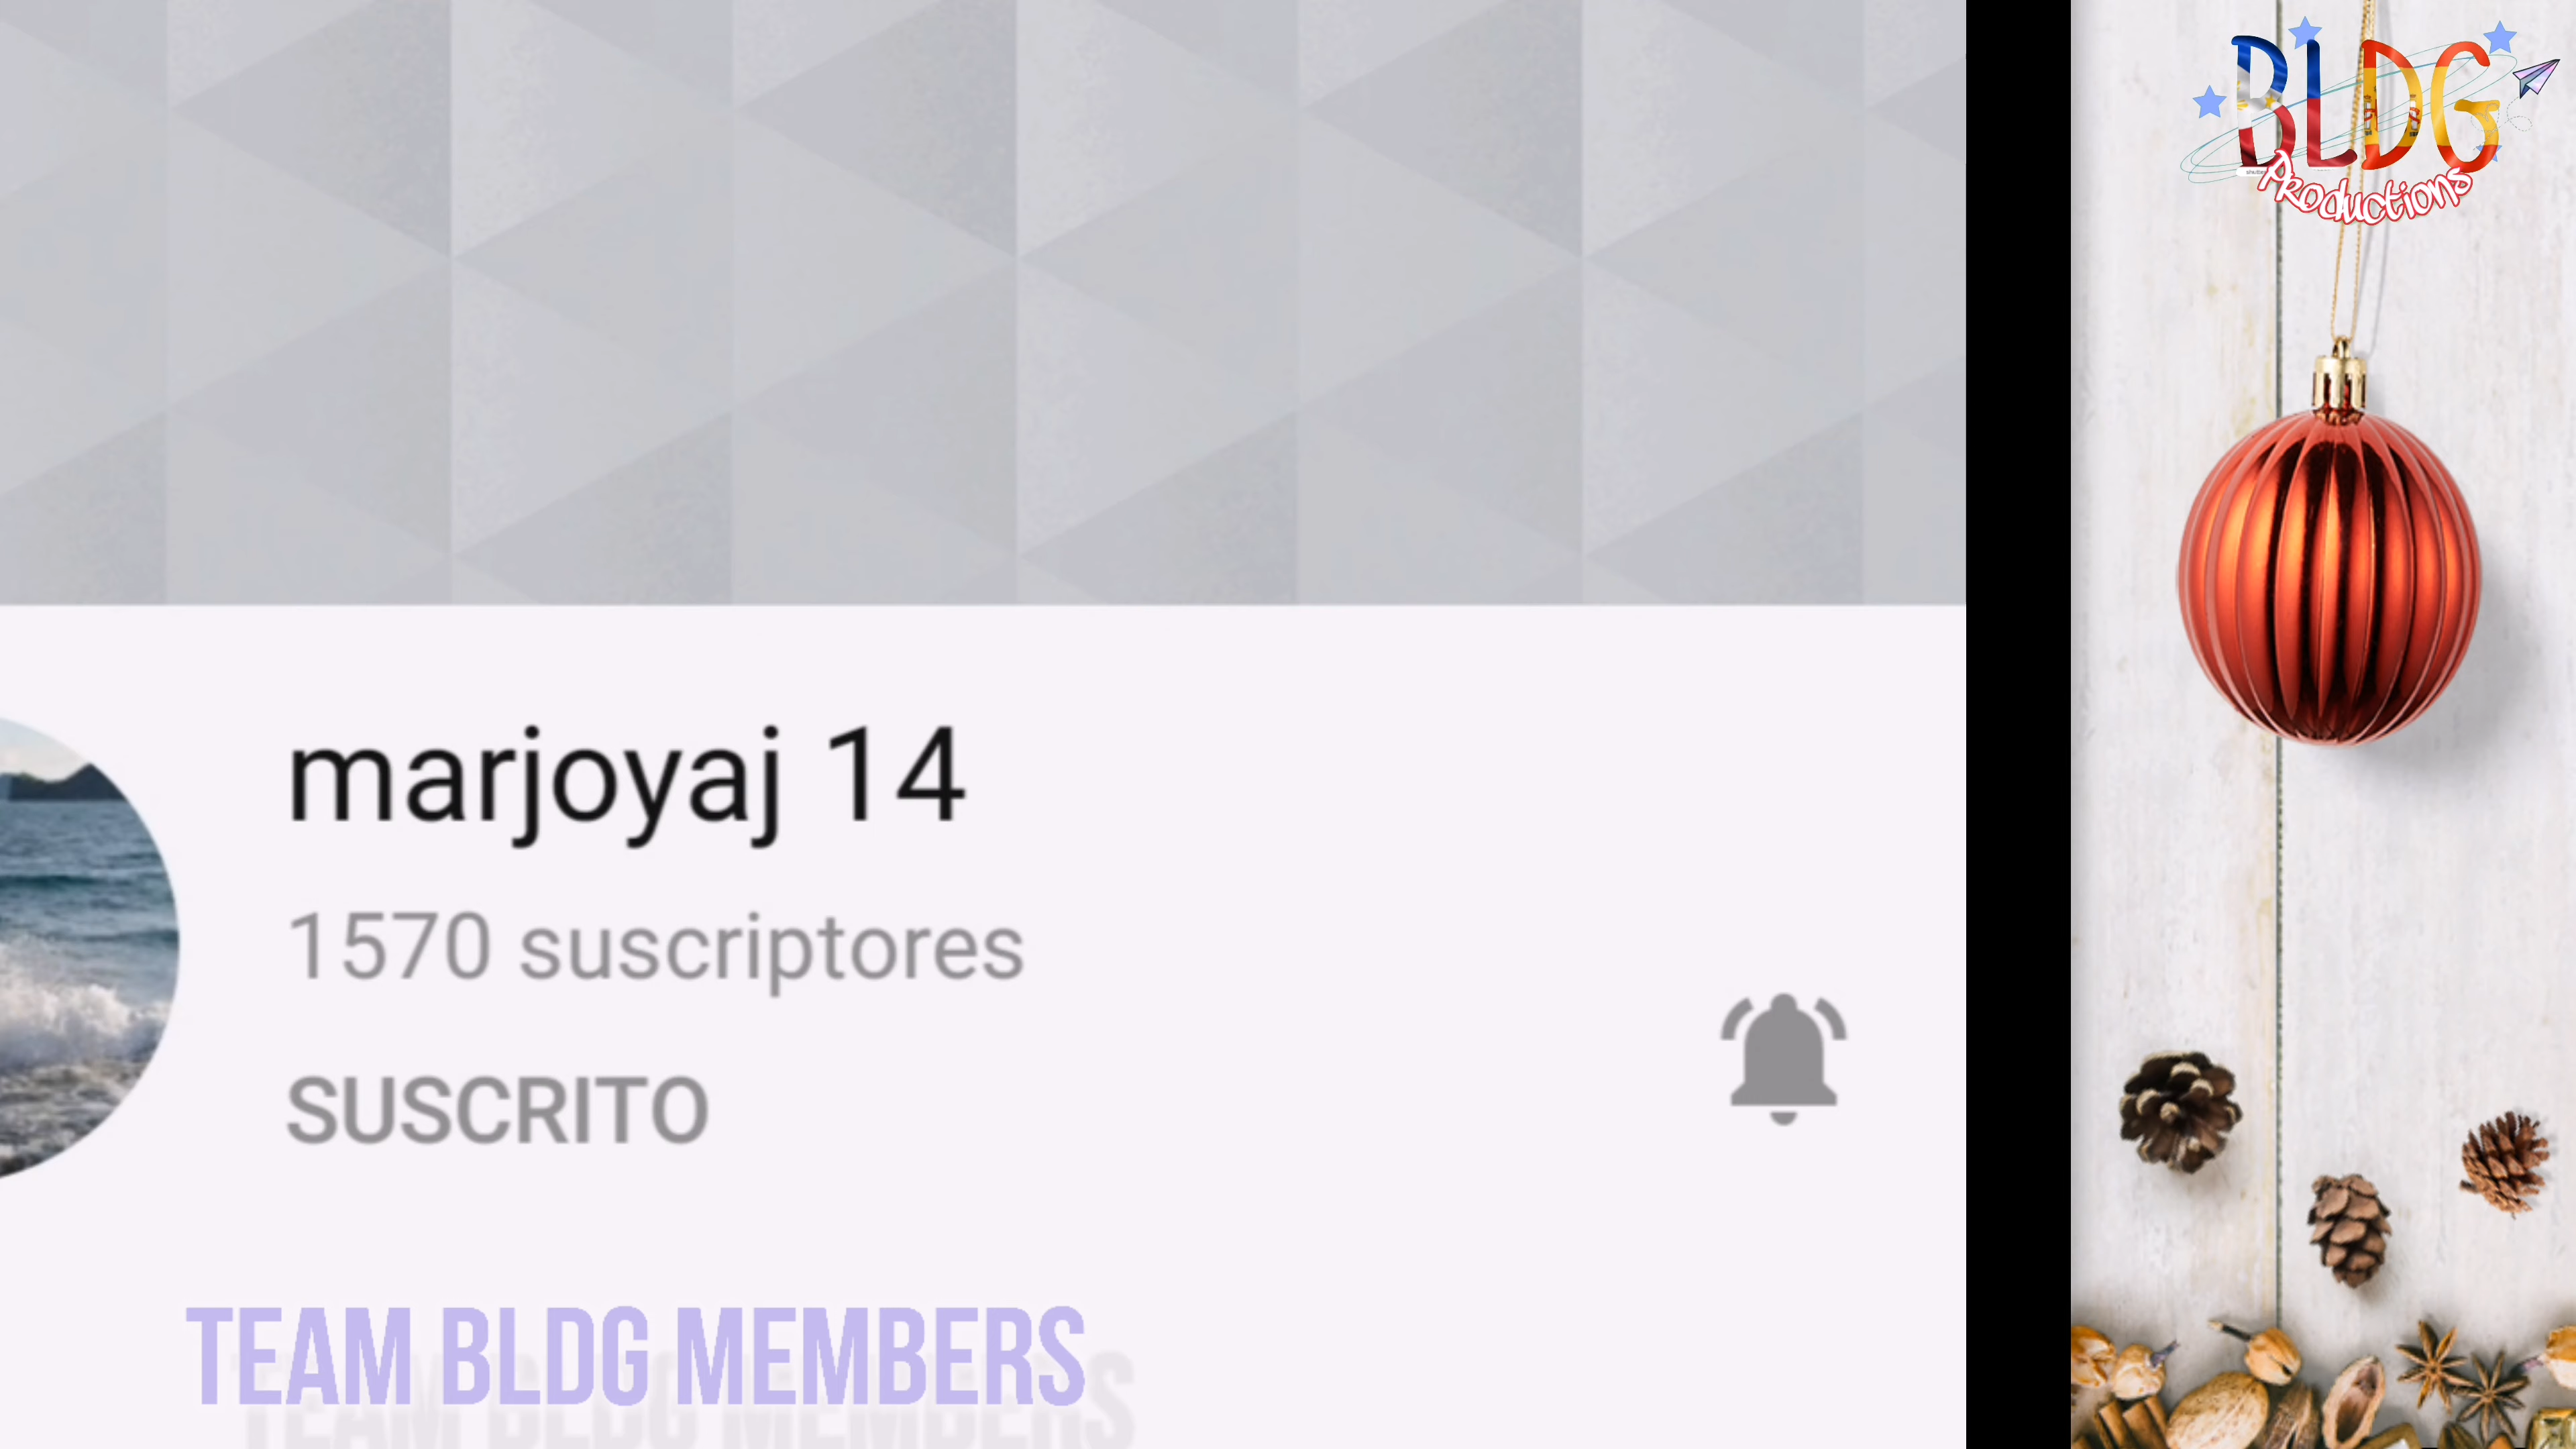 BLDG
Productions
marjoyaj 14
1570 suscriptores
SUSCRITO
TEAM BLDG MEMBERS